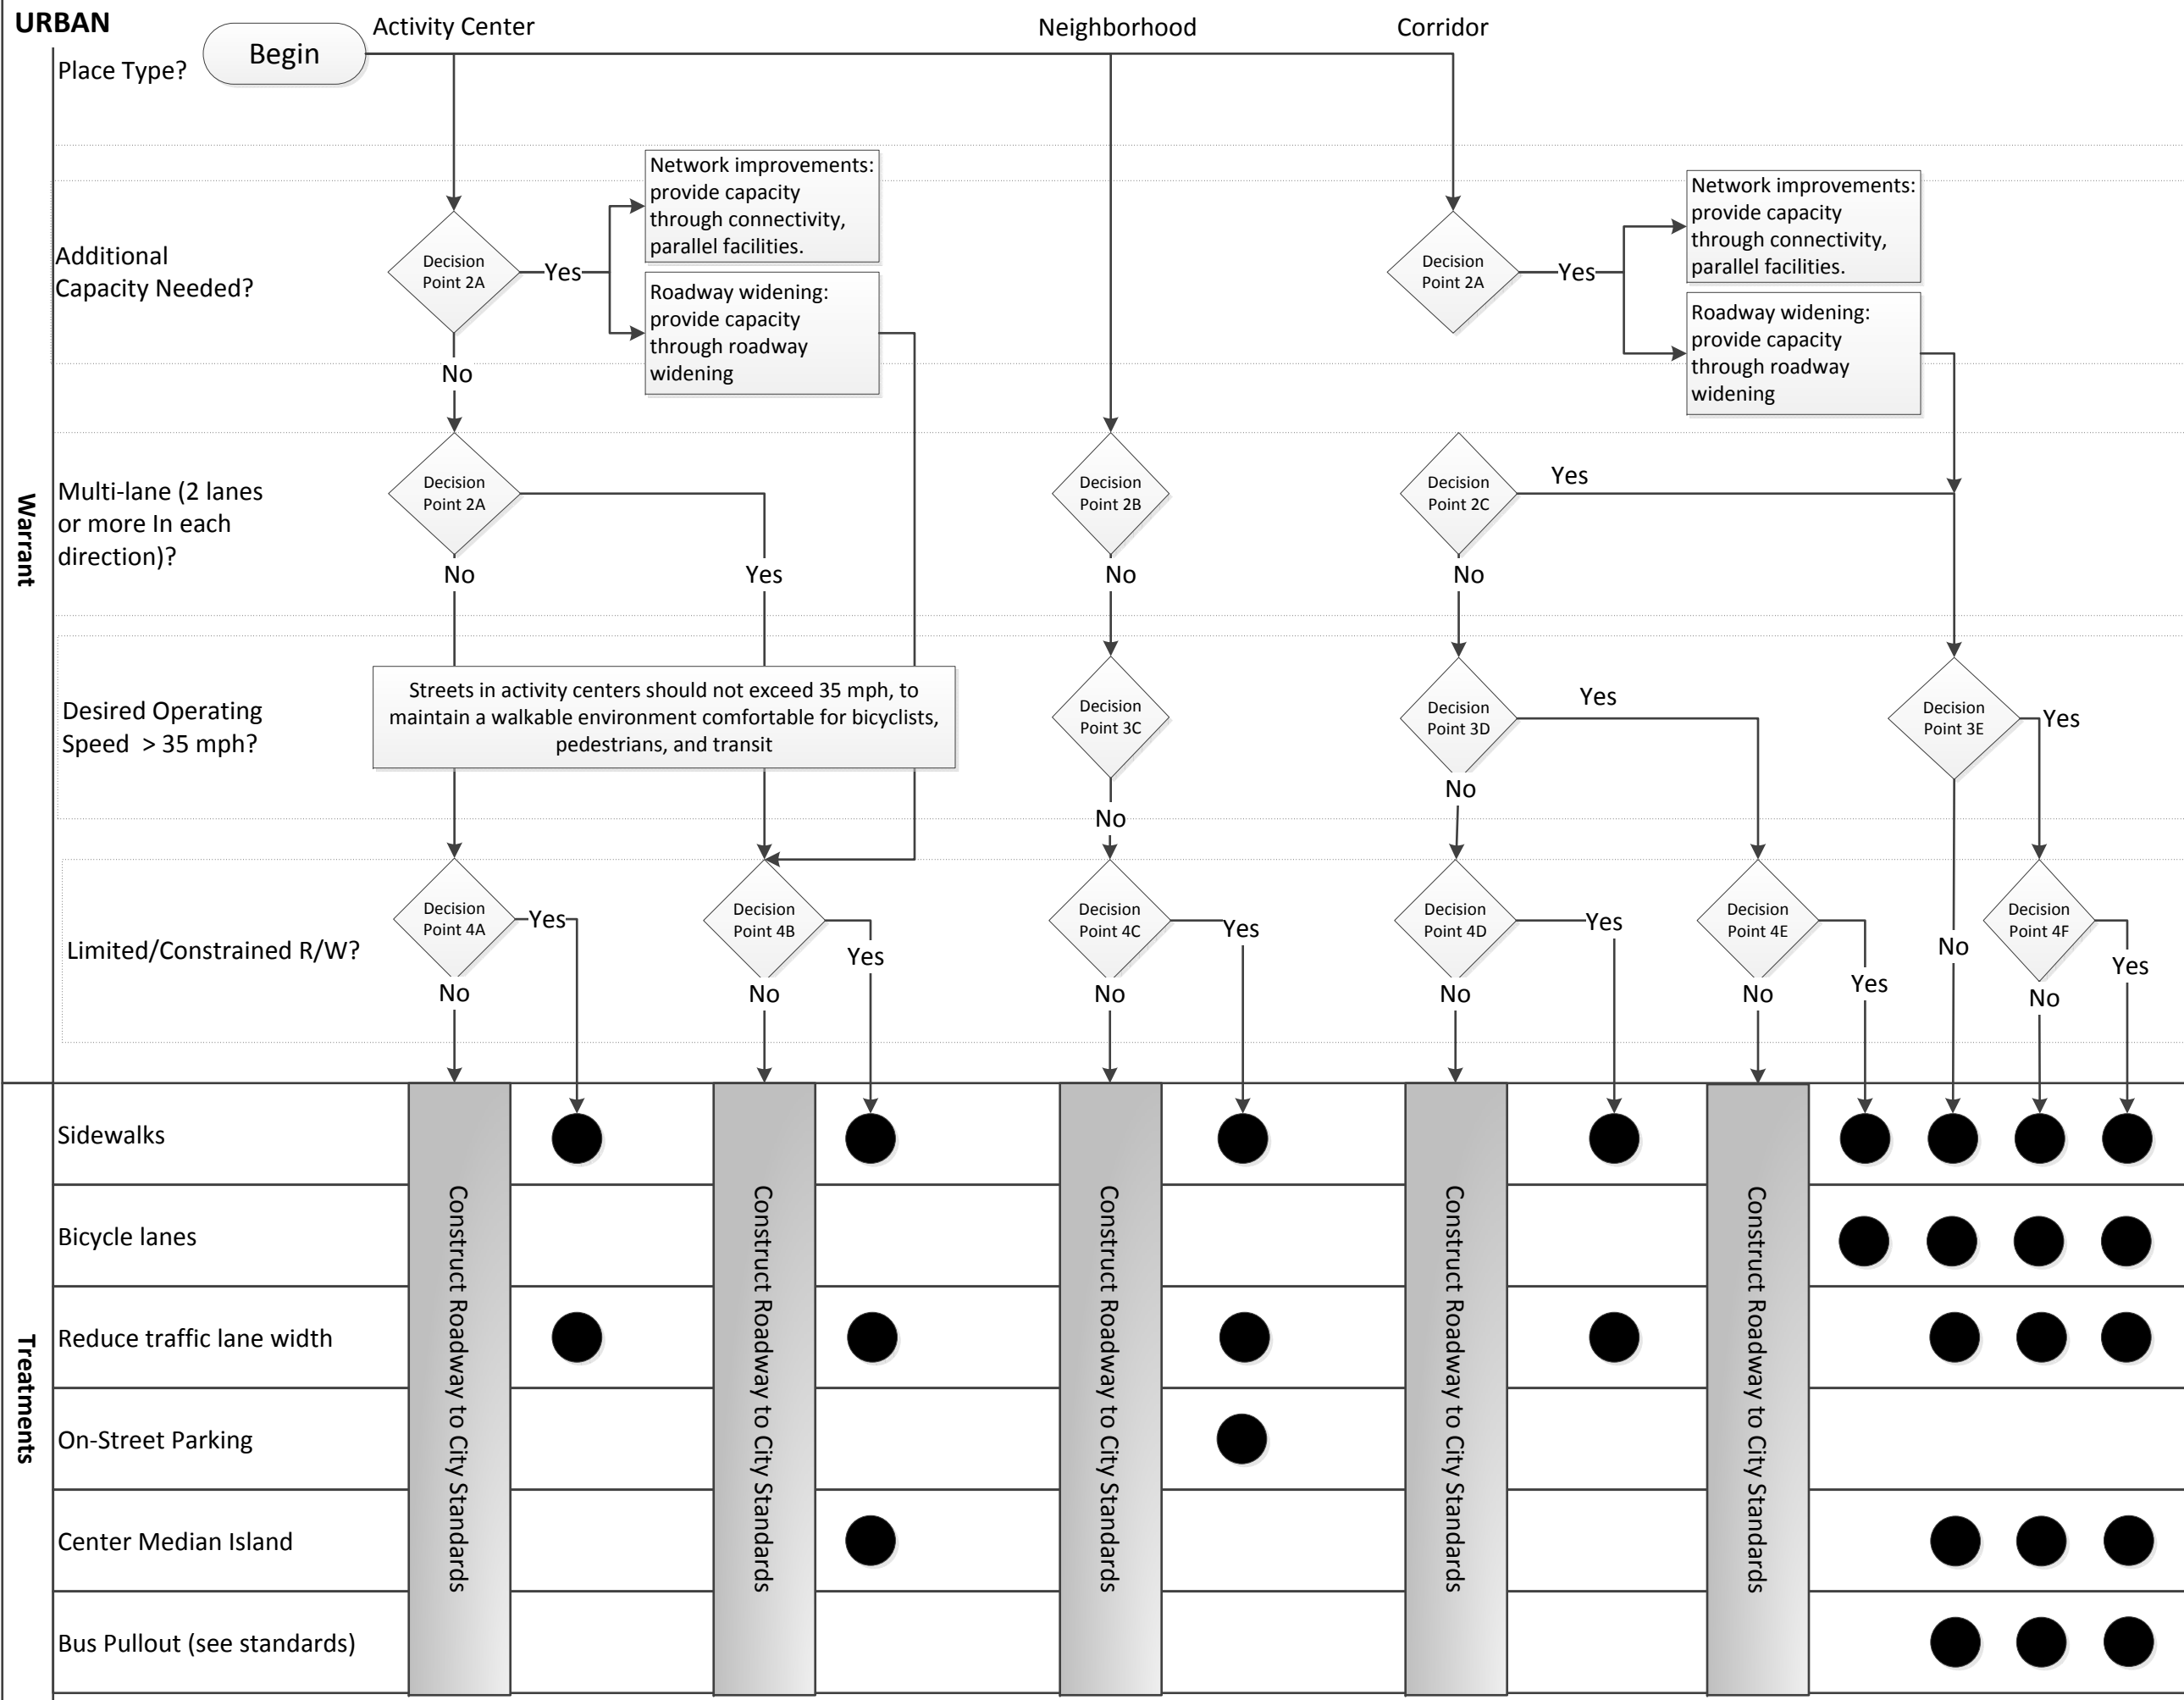 URBAN
Activity Center
Neighborhood
Corridor
Begin
Place Type?
Network improvements:
provide capacity
through connectivity,
parallel facilities.
Network improvements:
provide capacity
through connectivity,
parallel facilities.
Additional
Capacity Needed?
Decision
Point 2A
Yes
Decision
Point 2A
Yes
Roadway widening:
provide capacity
through roadway
widening
Roadway widening:
provide capacity
through roadway
widening
No
Warrant
Multi-lane (2 lanes
or more In each
direction)?
Decision
Point 2A
Decision
Point 2B
Decision
Point 2C
Yes
No
Yes
No
No
Desired Operating
Speed  > 35 mph?
Streets in activity centers should not exceed 35 mph, to
maintain a walkable environment comfortable for bicyclists,
pedestrians, and transit
Decision
Point 3C
Decision
Point 3D
Yes
Decision
Point 3E
Yes
No
No
Limited/Constrained R/W?
Decision
Point 4A
Yes
Decision
Point 4B
Yes
Decision
Point 4C
Yes
Decision
Point 4D
Yes
Decision
Point 4E
Yes
No
Decision
Point 4F
Yes
No
No
No
No
No
No
Treatments
Sidewalks
Bicycle lanes
Reduce traffic lane width
On-Street Parking
Center Median Island
Bus Pullout (see standards)
Construct Roadway to City Standards
Construct Roadway to City Standards
Construct Roadway to City Standards
Construct Roadway to City Standards
Construct Roadway to City Standards